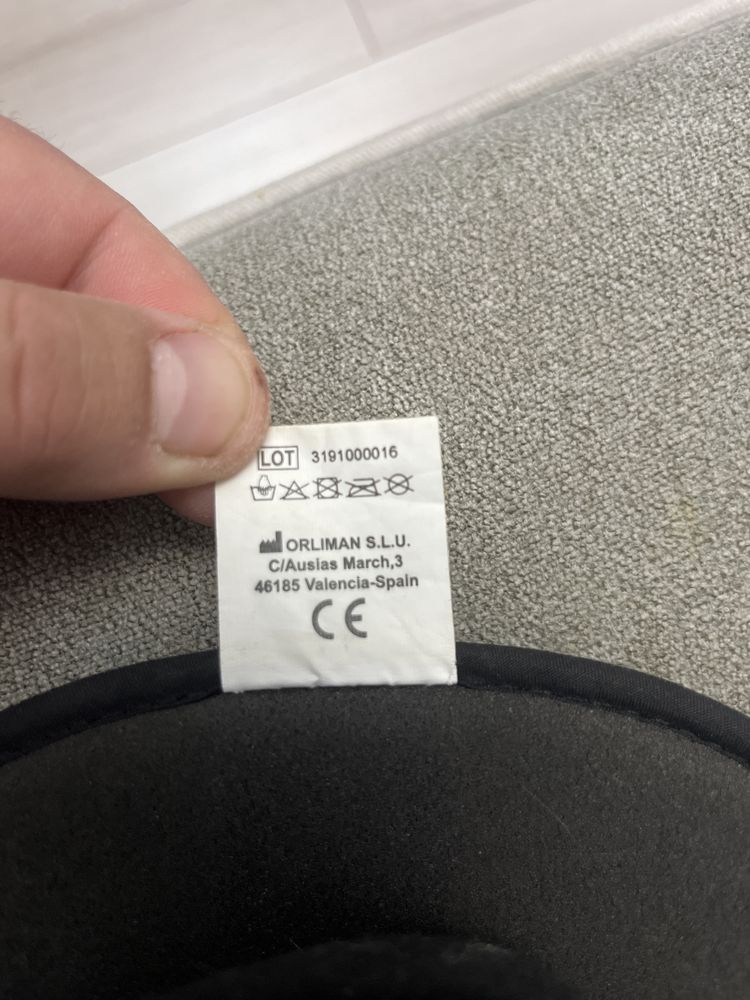 LOT 3191000016
ORLIMAN S.L.U.
C/Ausias March,3
46185 Valencia-Spain
CE